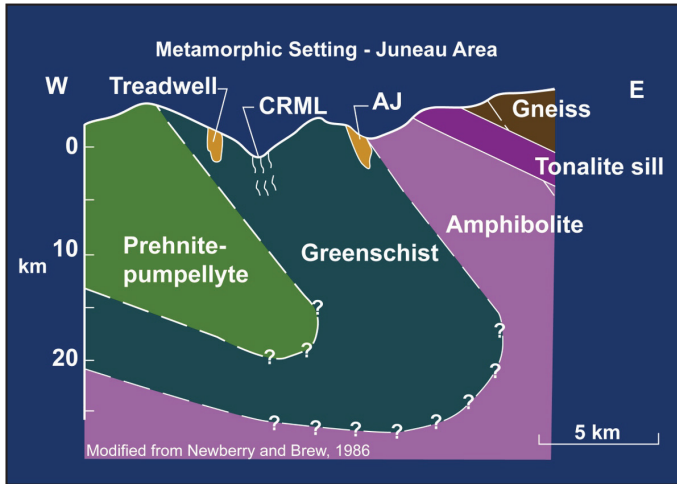 Metamorphic Setting - Juneau Area
W
E
Treadwell
CRML
AJ
Gneiss
Tonalite sill
Amphibolite
Greenschist
Prehnite-
pumpellyte
0
10
km
20
?
?
?
?
?
?
?
?
?
?
?
?
5 km
Modified from Newberry and Brew, 1986